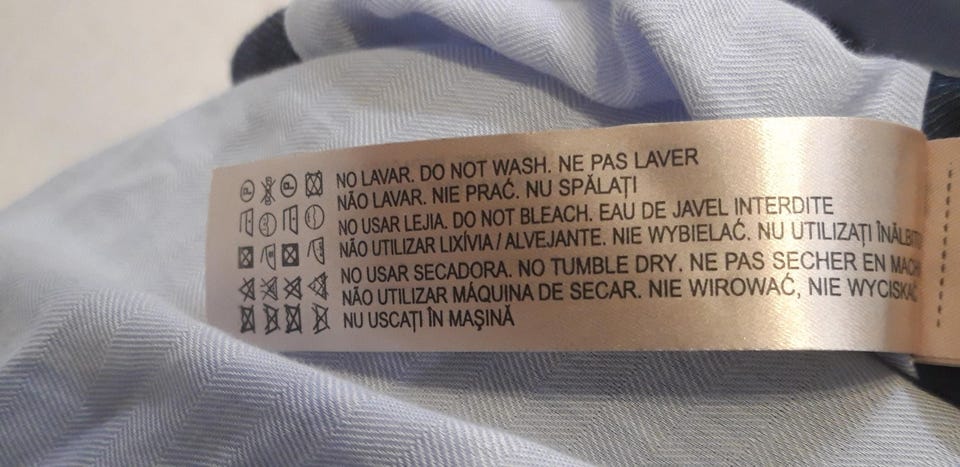 NO LAVAR. DO NOT WASH. NE PAS LAVER
NÃO LAVAR. NIE PRAĆ. NU SPĂLAȚI
NO USAR LEJIA. DO NOT BLEACH. EAU DE JAVEL INTERDITE
NÃO UTILIZAR LIXÍVIA / ALVEJANTE. NIE WYBIELAĆ. NU UTILIZAȚI
NO USAR SECADORA. NO TUMBLE DRY. NE PAS SECHER EN
NÃO UTILIZAR MÁQUINA DE SECAR. NIE WIROWAĆ, NIE
NU USCAȚI ÎN MAŞINĂ